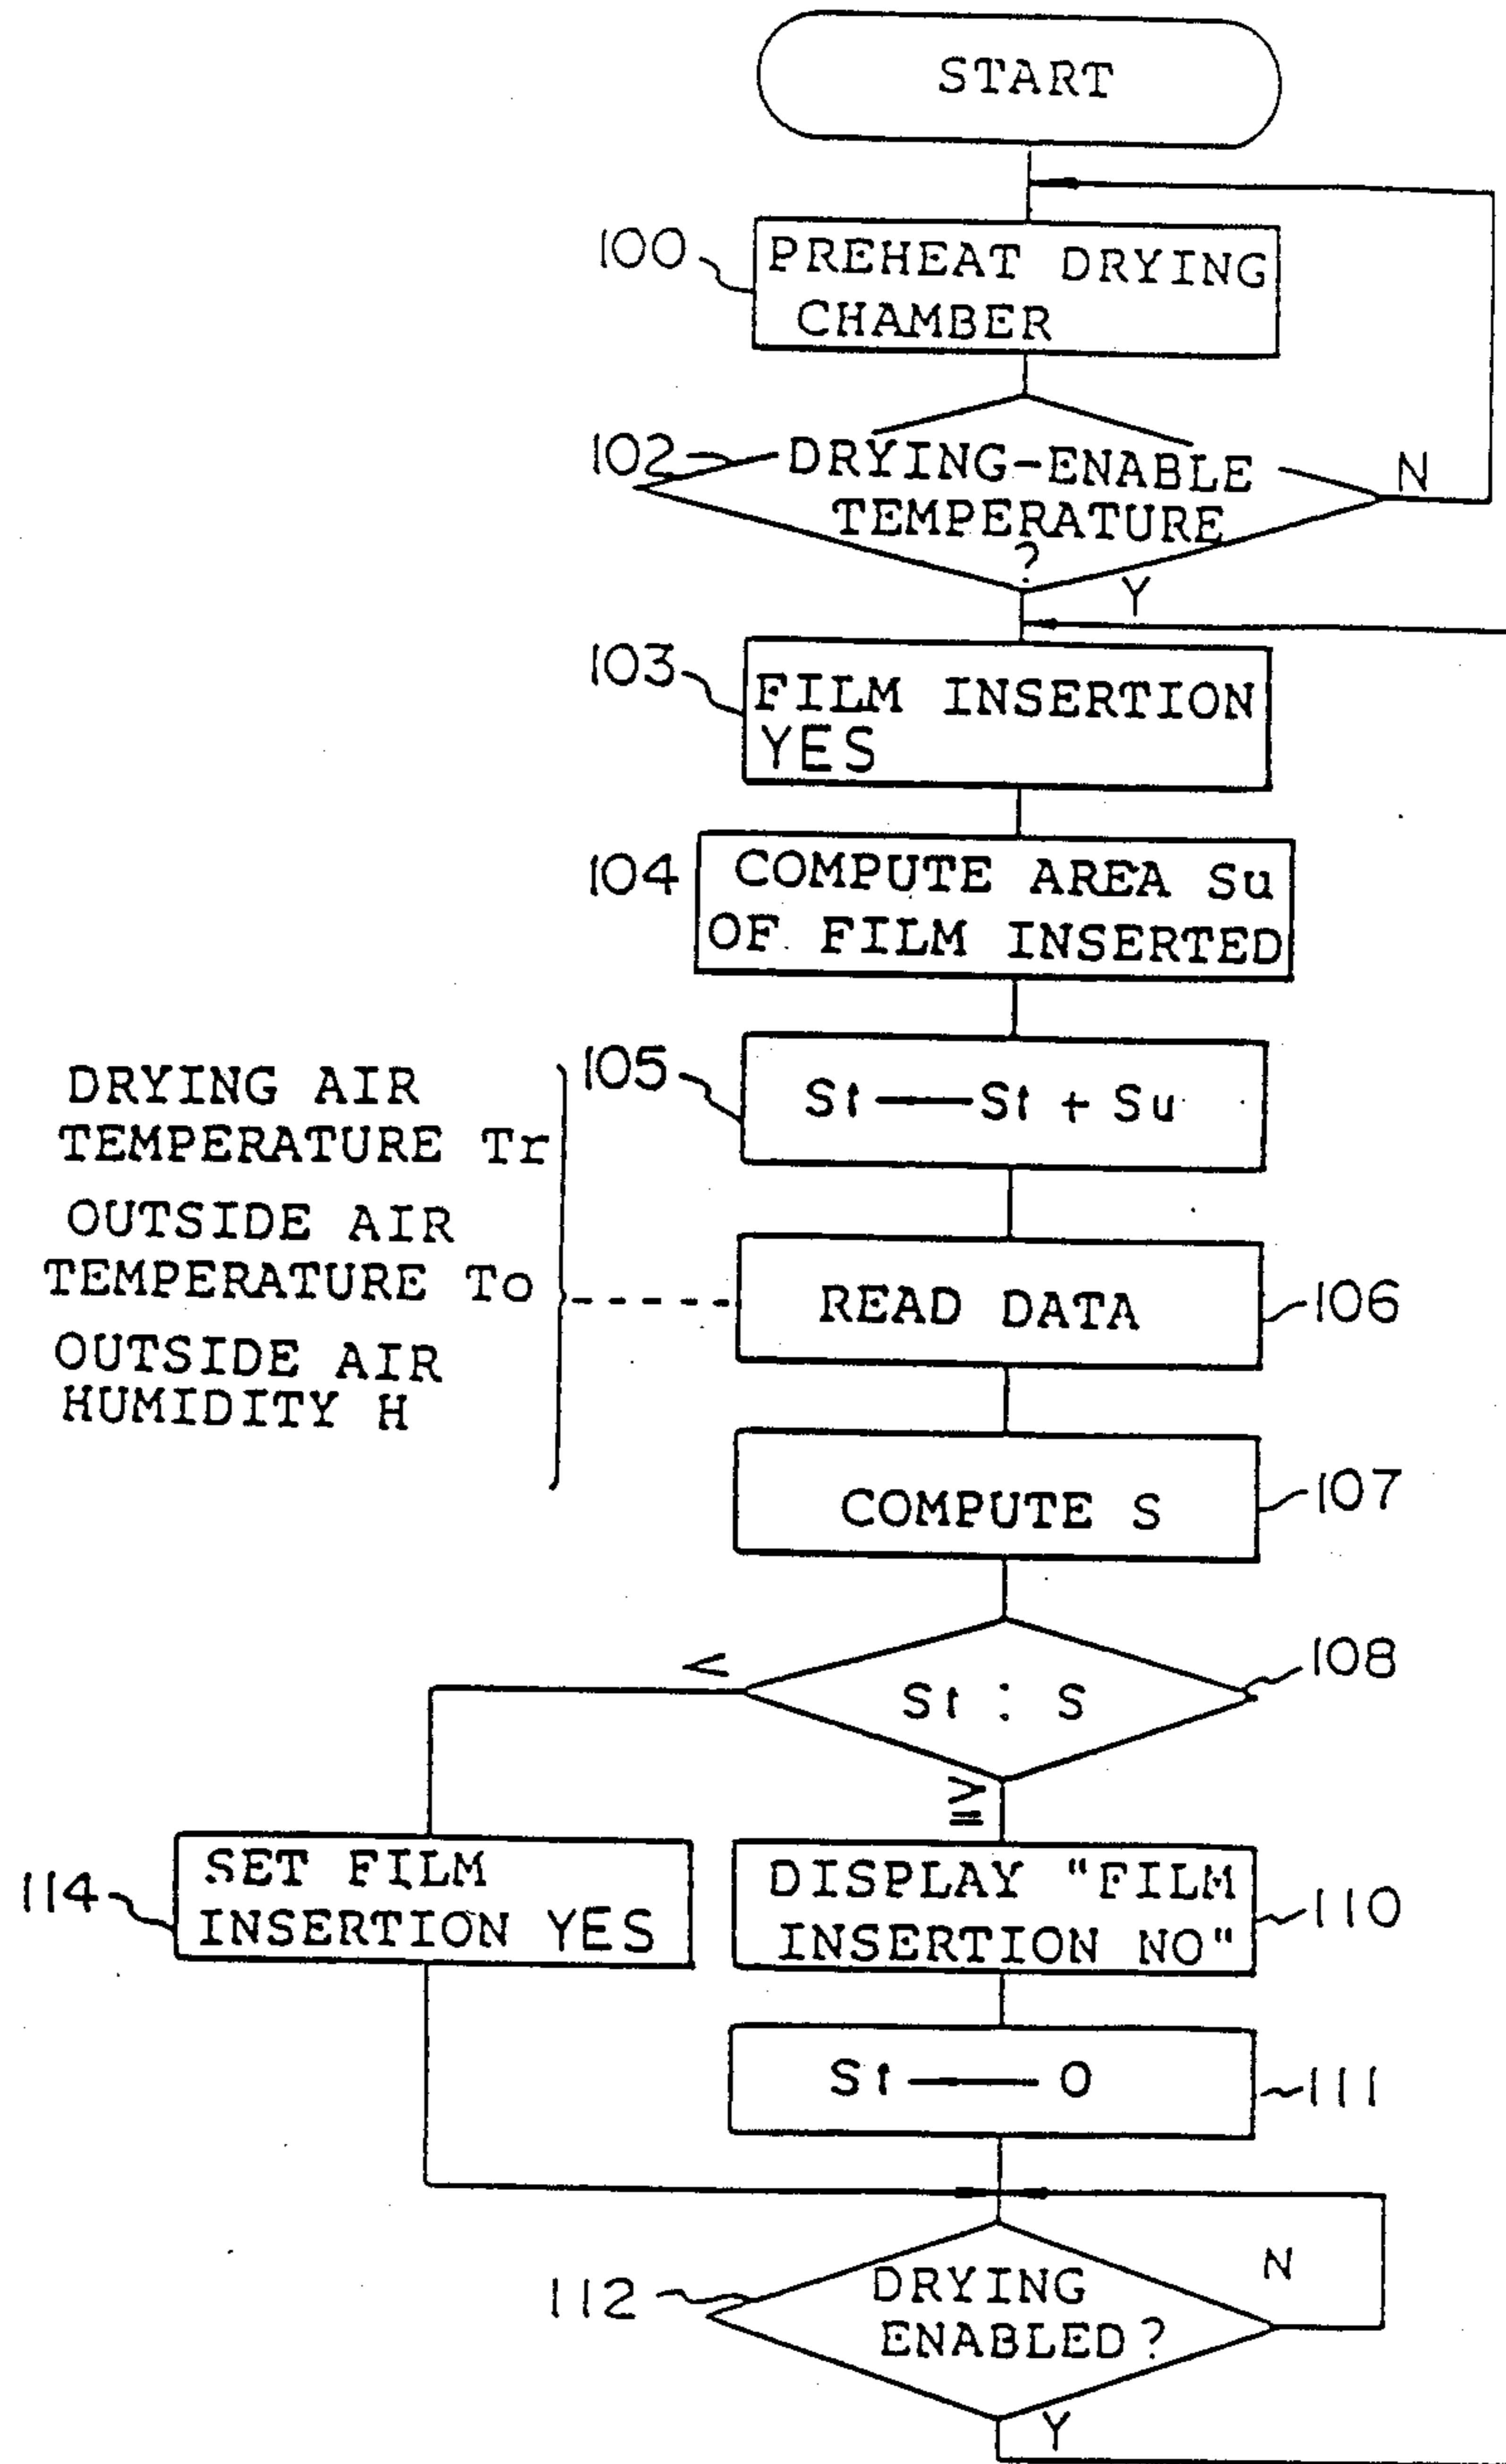 START
100
PREHEAT DRYING
CHAMBER
102
DRYING-ENABLE
TEMPERATURE
?
N
Y
103
FILM INSERTION
YES
104
COMPUTE AREA Su
OF FILM INSERTED
105
St — St + Su
DRYING AIR
TEMPERATURE Tr
OUTSIDE AIR
TEMPERATURE To
OUTSIDE AIR
HUMIDITY H
READ DATA
106
COMPUTE S
107
<
St : S
108
≧
114
SET FILM
INSERTION YES
DISPLAY "FILM
INSERTION NO"
110
St — 0
111
112
DRYING
ENABLED?
N
Y